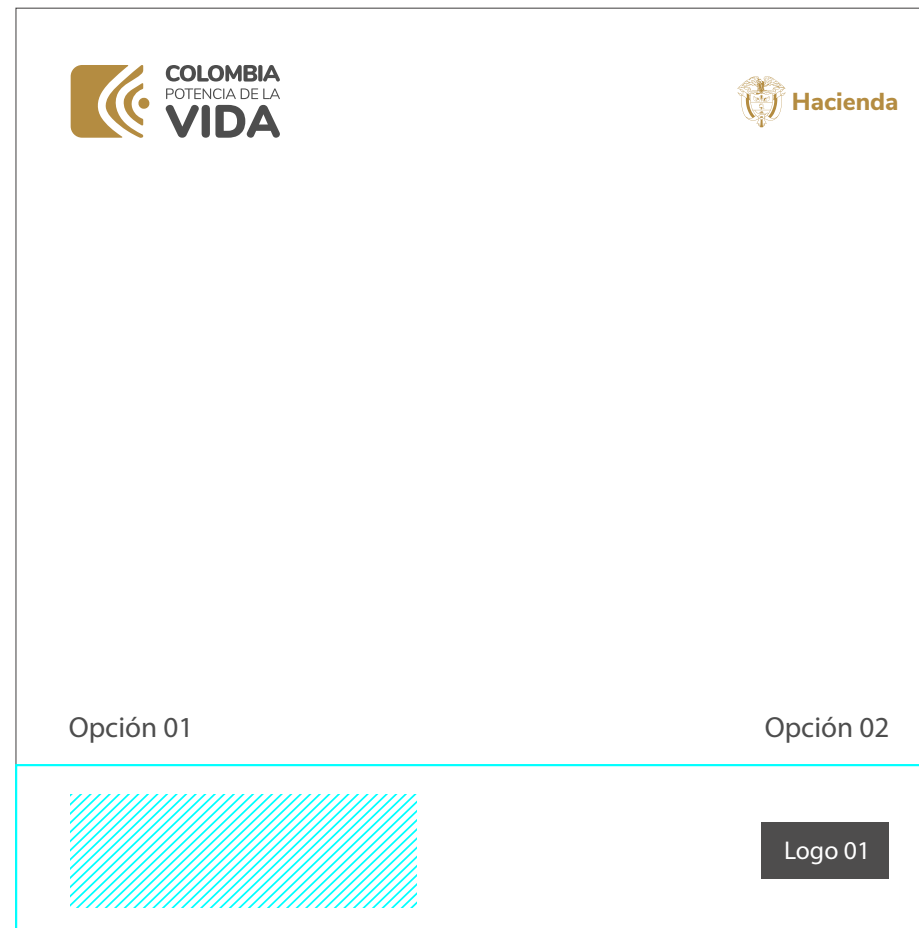 COLOMBIA
POTENCIA DE LA
VIDA
Hacienda
Opción 01
Opción 02
Logo 01